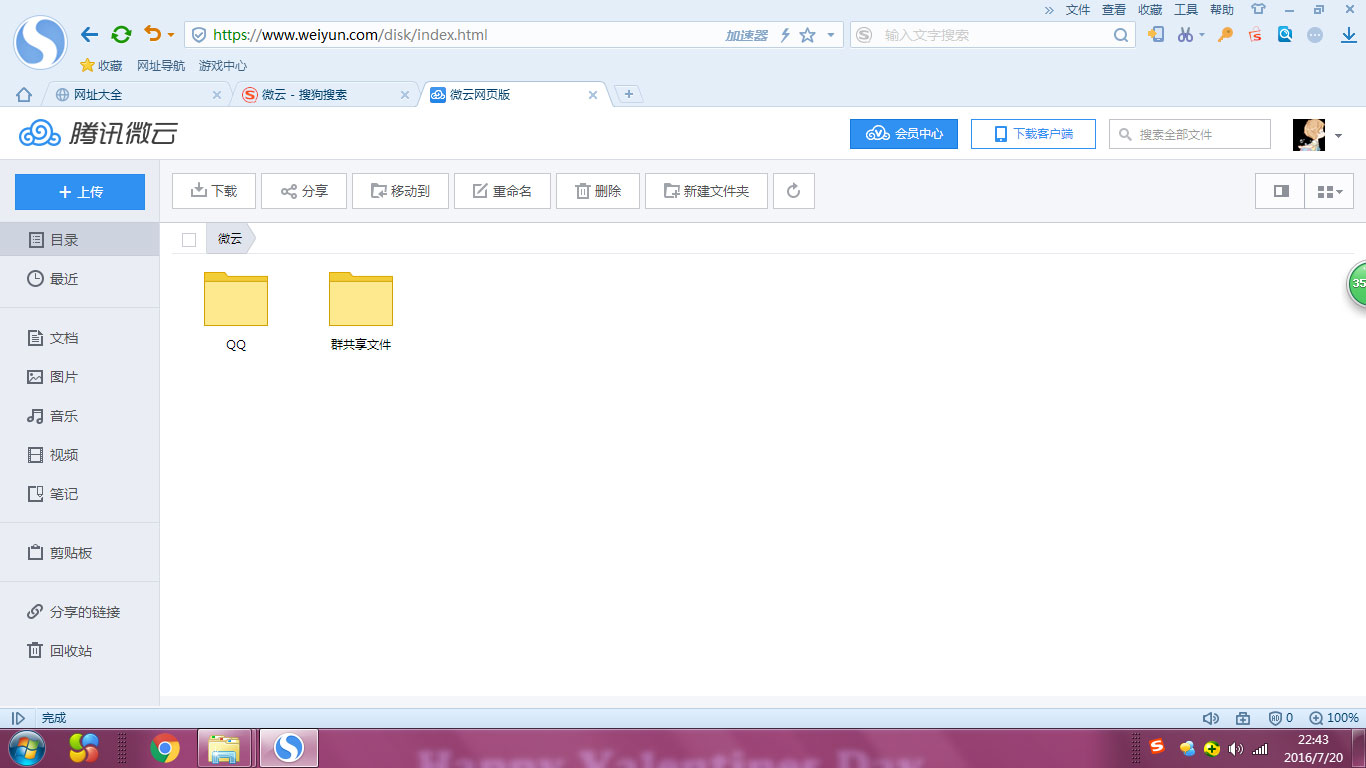 » 文件 查看 收藏 工具 帮助
https://www.weiyun.com/disk/index.html 加速器 输入文字搜索
收藏 网址导航 游戏中心
网址大全 微云 - 搜狗搜索 微云网页版
腾讯微云 会员中心 下载客户端 搜索全部文件
+ 上传 下载 分享 移动到 重命名 删除 新建文件夹
目录
微云
最近
35
QQ 群共享文件
文档
图片
音乐
视频
笔记
剪贴板
分享的链接
回收站
完成 0 100%
Happy Valentines Day
22:43
2016/7/20